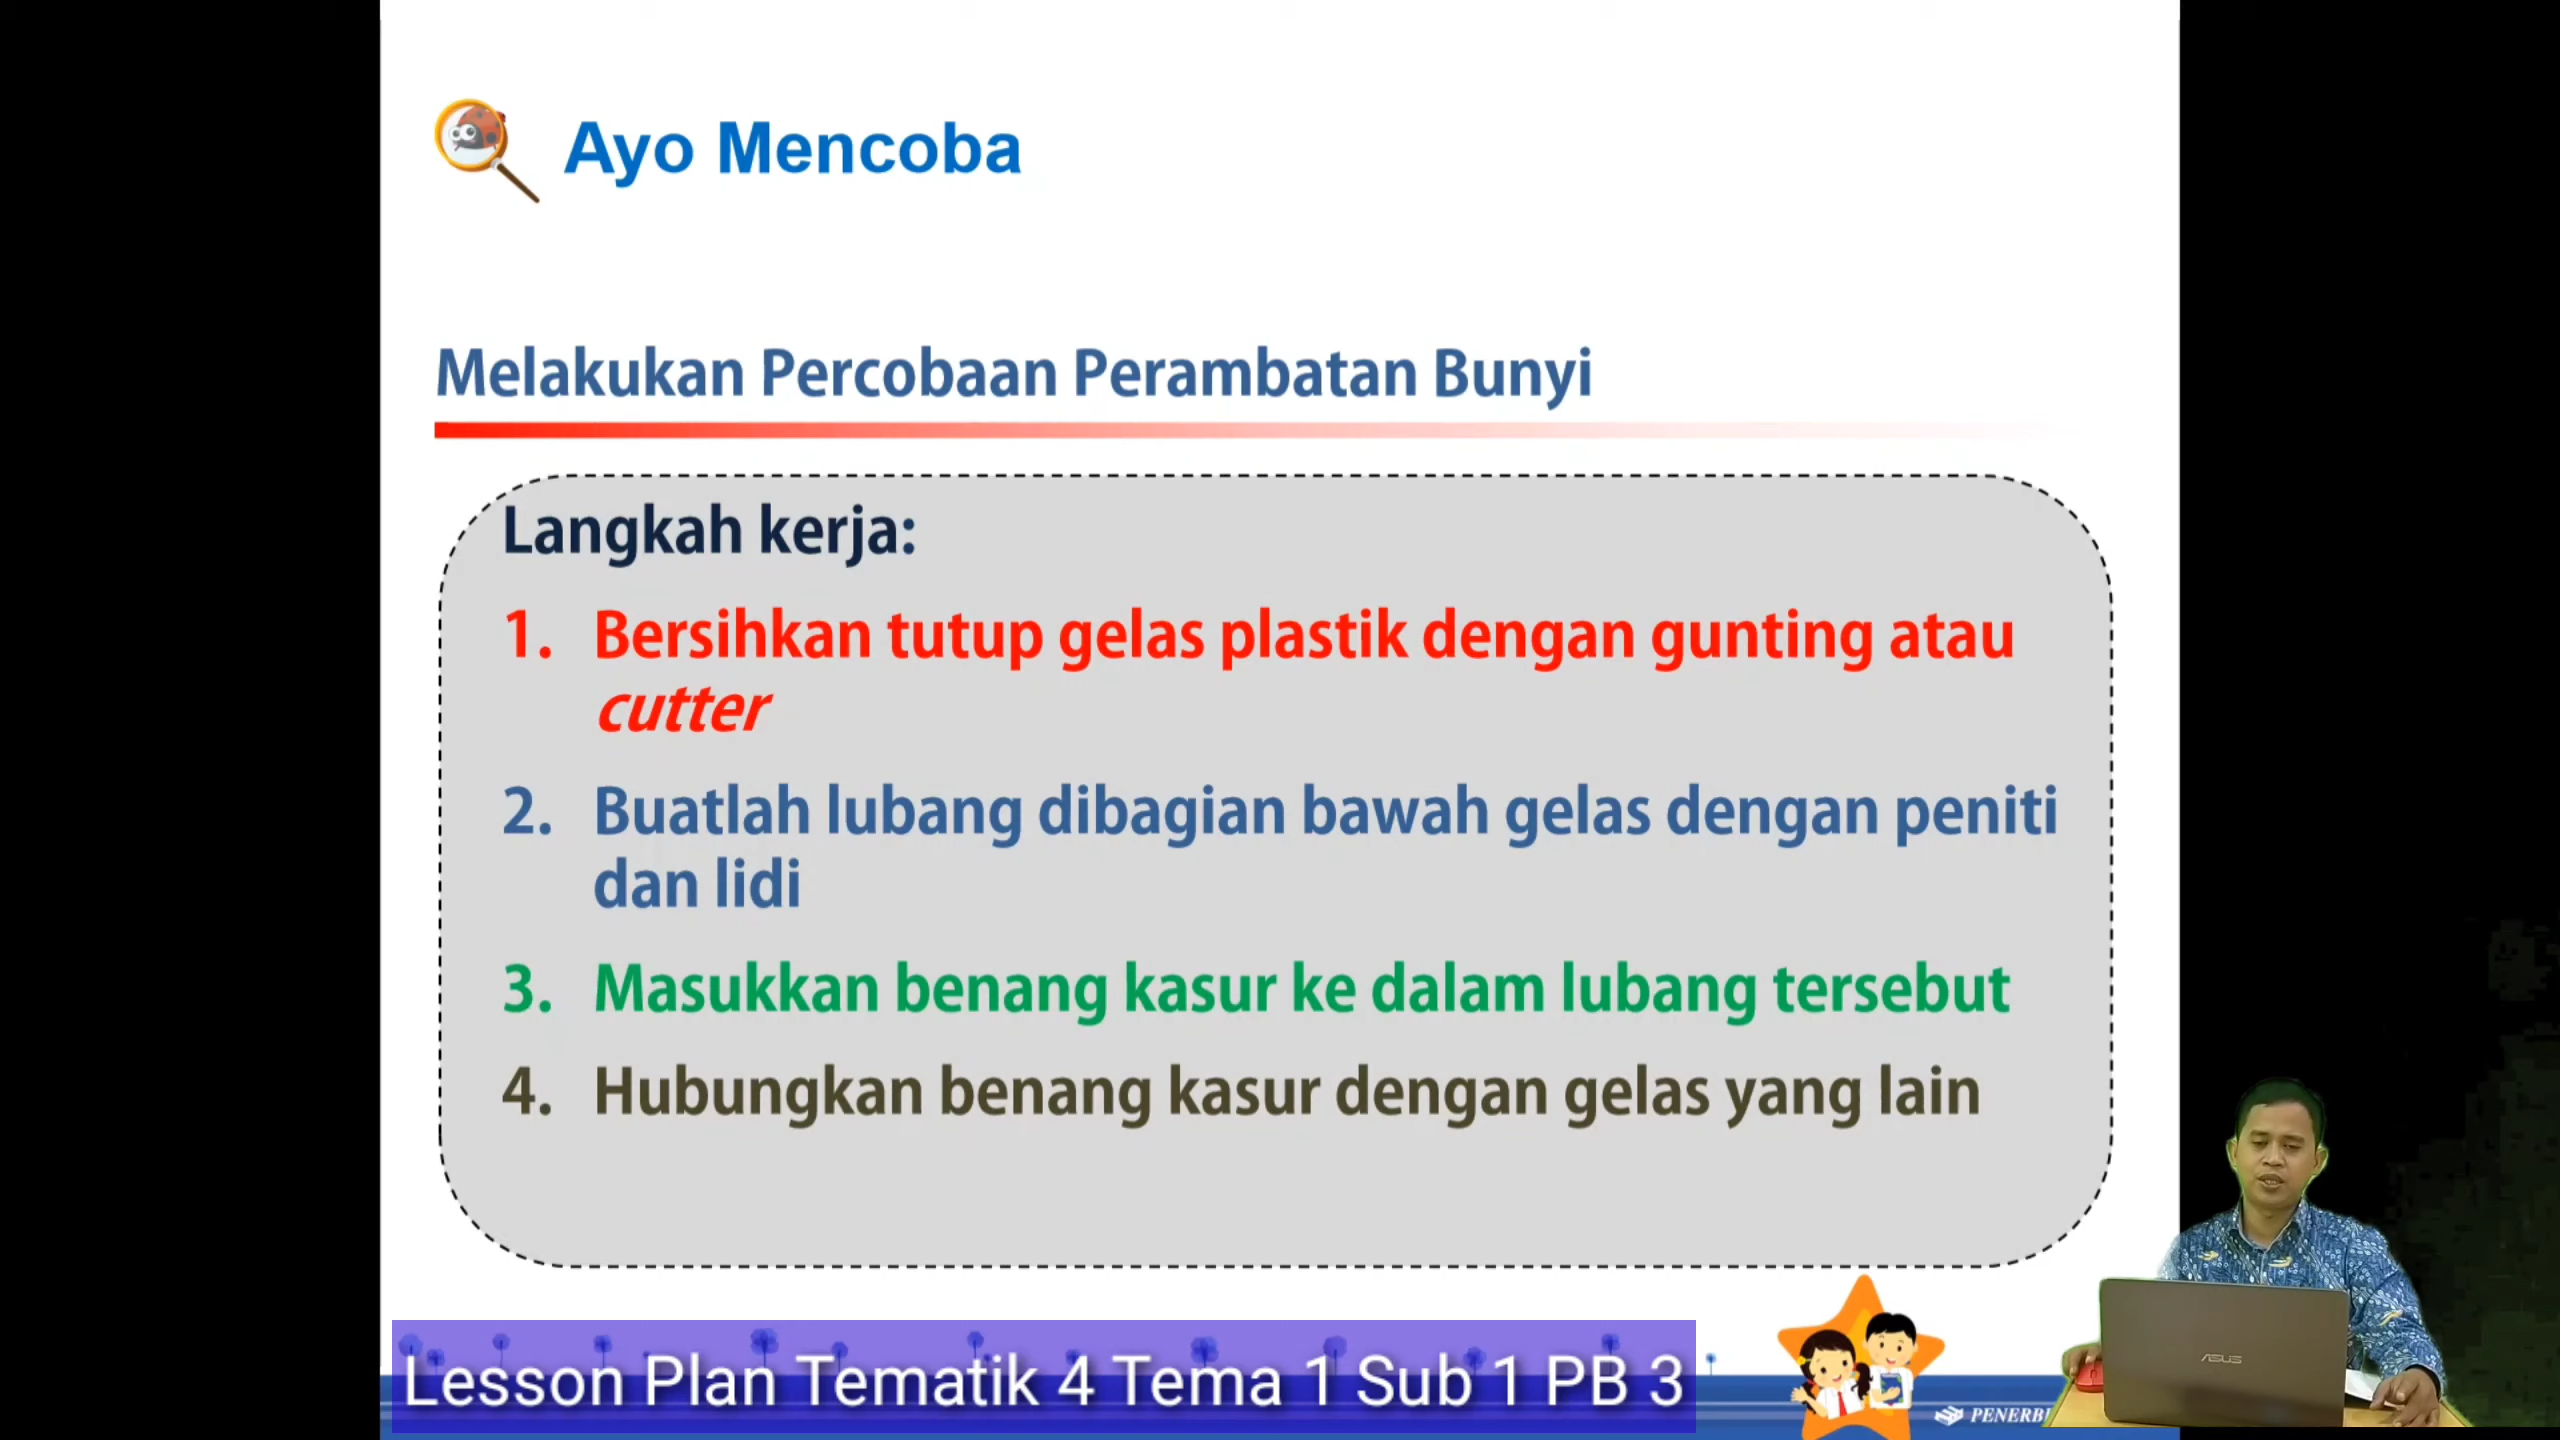 Ayo Mencoba
Melakukan Percobaan Perambatan Bunyi
Langkah kerja:
1. Bersihkan tutup gelas plastik dengan gunting atau
cutter
2. Buatlah lubang dibagian bawah gelas dengan peniti
dan lidi
3. Masukkan benang kasur ke dalam lubang tersebut
4. Hubungkan benang kasur dengan gelas yang lain
Lesson Plan Tematik 4 Tema 1 Sub 1 PB 3
ASUS